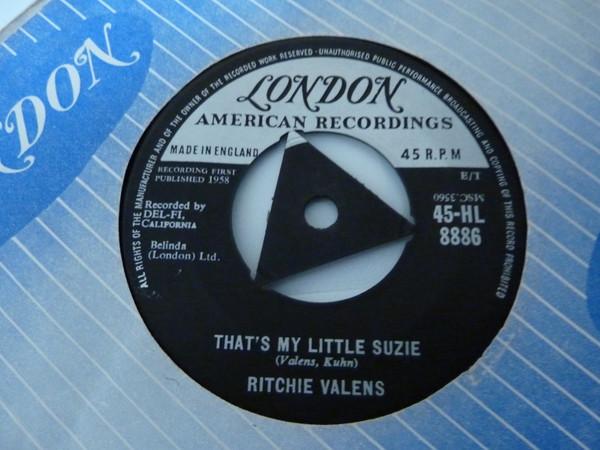 DON
ALL RIGHTS OF THE MANUFACTURER AND OF THE OWNER OF THE RECORDED WORK RESERVED · UNAUTHORISED PUBLIC PERFORMANCE BROADCASTING AND COPYING OF THIS RECORD PROHIBITED
LONDON
AMERICAN RECORDINGS
MADE IN ENGLAND
45 R.P.M
RECORDING FIRST
PUBLISHED 1958
E/T
MSC.3560
Recorded by
DEL-FI,
CALIFORNIA
45-HL
8886
Belinda
(London) Ltd.
THAT'S MY LITTLE SUZIE
(Valens, Kuhn)
RITCHIE VALENS